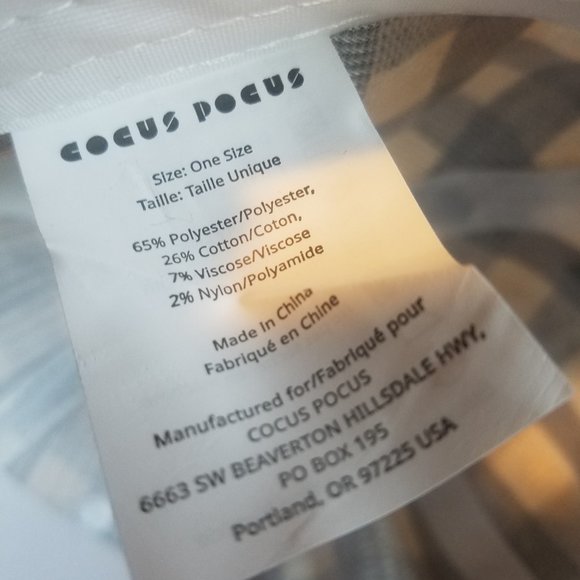 COCUS POCUS
Size: One Size
Taille: Taille Unique
65% Polyester/Polyester,
26% Cotton/Coton,
7% Viscose/Viscose
2% Nylon/Polyamide
Made in China
Fabriqué en Chine
Manufactured for/Fabriqué pour
COCUS POCUS
6663 SW BEAVERTON HILLSDALE HWY,
PO BOX 195
Portland, OR 97225 USA